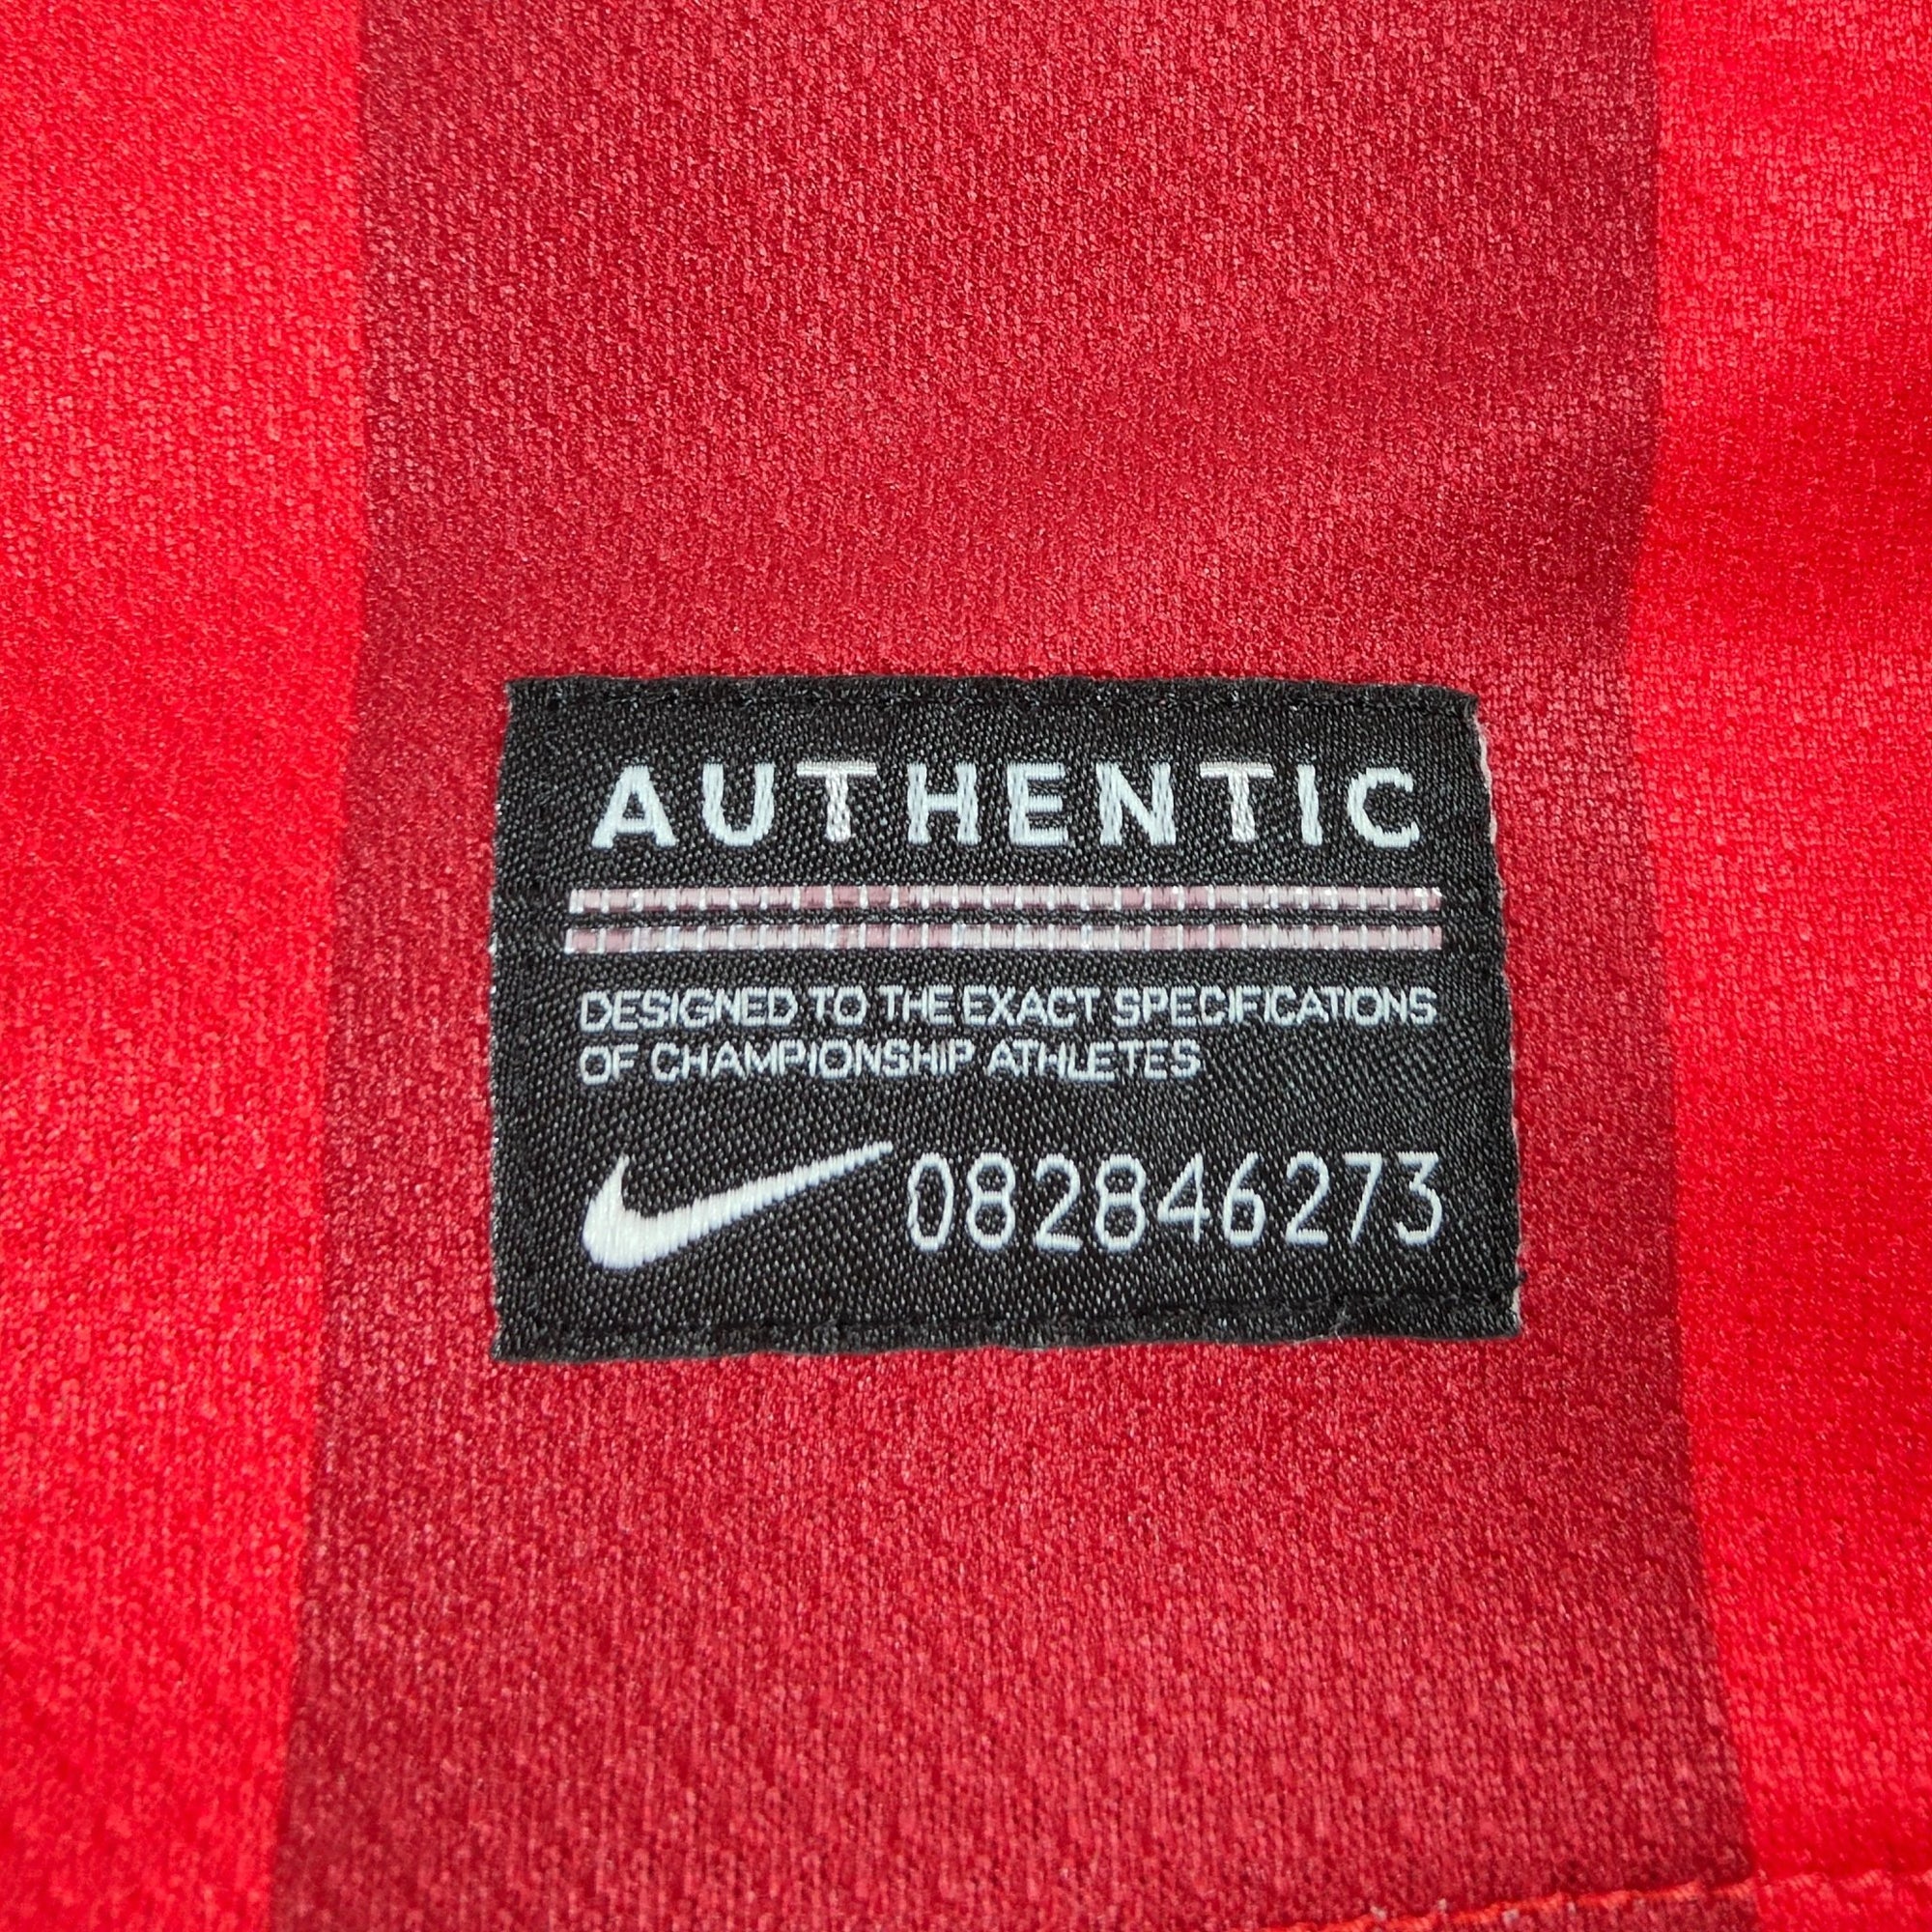 AUTHENTIC
DESIGNED TO THE EXACT SPECIFICATIONS
OF CHAMPIONSHIP ATHLETES
082846273